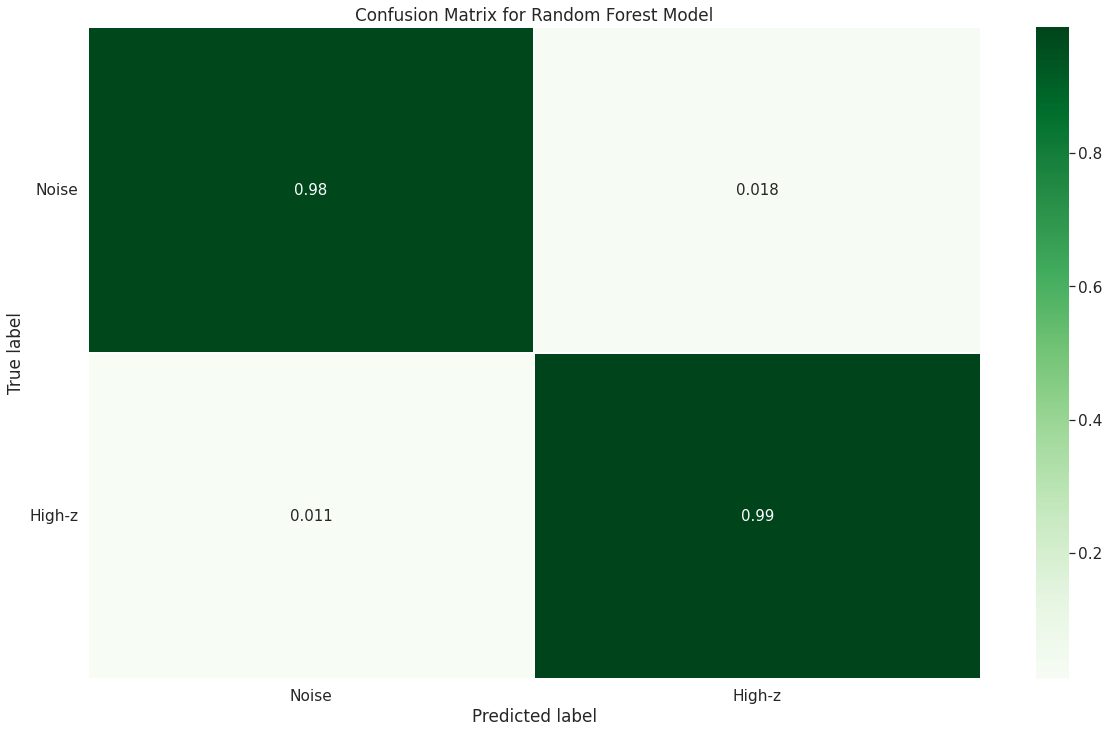 Confusion Matrix for Random Forest Model
True label
Noise
0.98
0.018
High-z
0.011
0.99
Noise
High-z
Predicted label
0.8
0.6
0.4
0.2